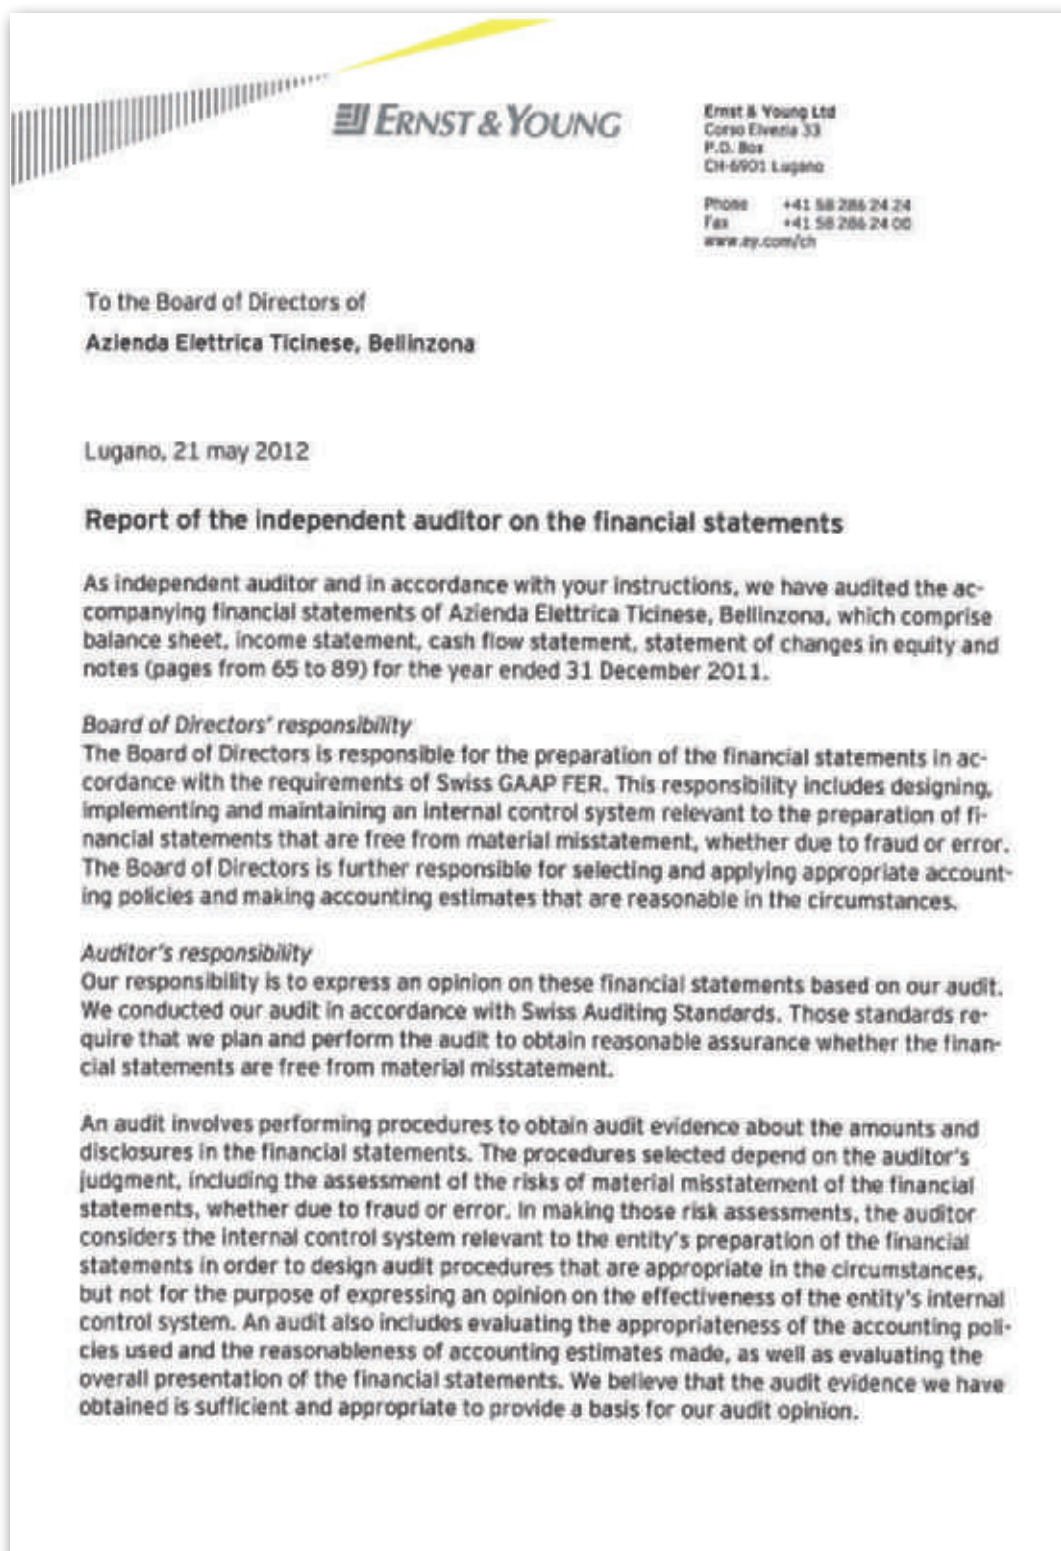 ERNST & YOUNG
Ernst & Young Ltd
Corso Elvezia 33
P.O. Box
CH-6901 Lugano
Phone +41 58 286 24 24
Fax +41 58 286 24 00
www.ey.com/ch
To the Board of Directors of
Azienda Elettrica Ticinese, Bellinzona
Lugano, 21 may 2012
Report of the independent auditor on the financial statements
As independent auditor and in accordance with your instructions, we have audited the ac-
companying financial statements of Azienda Elettrica Ticinese, Bellinzona, which comprise
balance sheet, income statement, cash flow statement, statement of changes in equity and
notes (pages from 65 to 89) for the year ended 31 December 2011.
Board of Directors' responsibility
The Board of Directors is responsible for the preparation of the financial statements in ac-
cordance with the requirements of Swiss GAAP FER. This responsibility includes designing,
implementing and maintaining an internal control system relevant to the preparation of fi-
nancial statements that are free from material misstatement, whether due to fraud or error.
The Board of Directors is further responsible for selecting and applying appropriate account-
ing policies and making accounting estimates that are reasonable in the circumstances.
Auditor's responsibility
Our responsibility is to express an opinion on these financial statements based on our audit.
We conducted our audit in accordance with Swiss Auditing Standards. Those standards re-
quire that we plan and perform the audit to obtain reasonable assurance whether the finan-
cial statements are free from material misstatement.
An audit involves performing procedures to obtain audit evidence about the amounts and
disclosures in the financial statements. The procedures selected depend on the auditor's
judgment, including the assessment of the risks of material misstatement of the financial
statements, whether due to fraud or error. In making those risk assessments, the auditor
considers the internal control system relevant to the entity's preparation of the financial
statements in order to design audit procedures that are appropriate in the circumstances,
but not for the purpose of expressing an opinion on the effectiveness of the entity's internal
control system. An audit also includes evaluating the appropriateness of the accounting poli-
cies used and the reasonableness of accounting estimates made, as well as evaluating the
overall presentation of the financial statements. We believe that the audit evidence we have
obtained is sufficient and appropriate to provide a basis for our audit opinion.